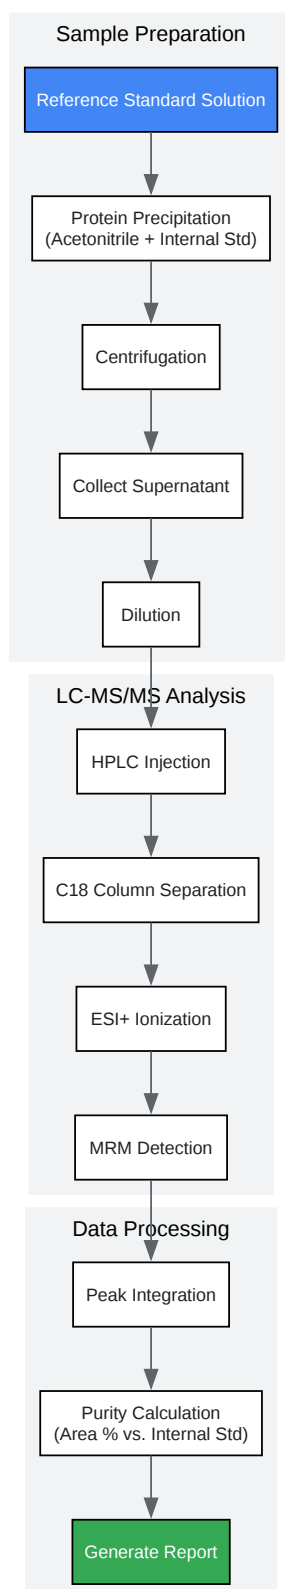 Sample Preparation
Reference Standard Solution
Protein Precipitation
(Acetonitrile + Internal Std)
Centrifugation
Collect Supernatant
Dilution
LC-MS/MS Analysis
HPLC Injection
C18 Column Separation
ESI+ Ionization
MRM Detection
Data Processing
Peak Integration
Purity Calculation
(Area % vs. Internal Std)
Generate Report